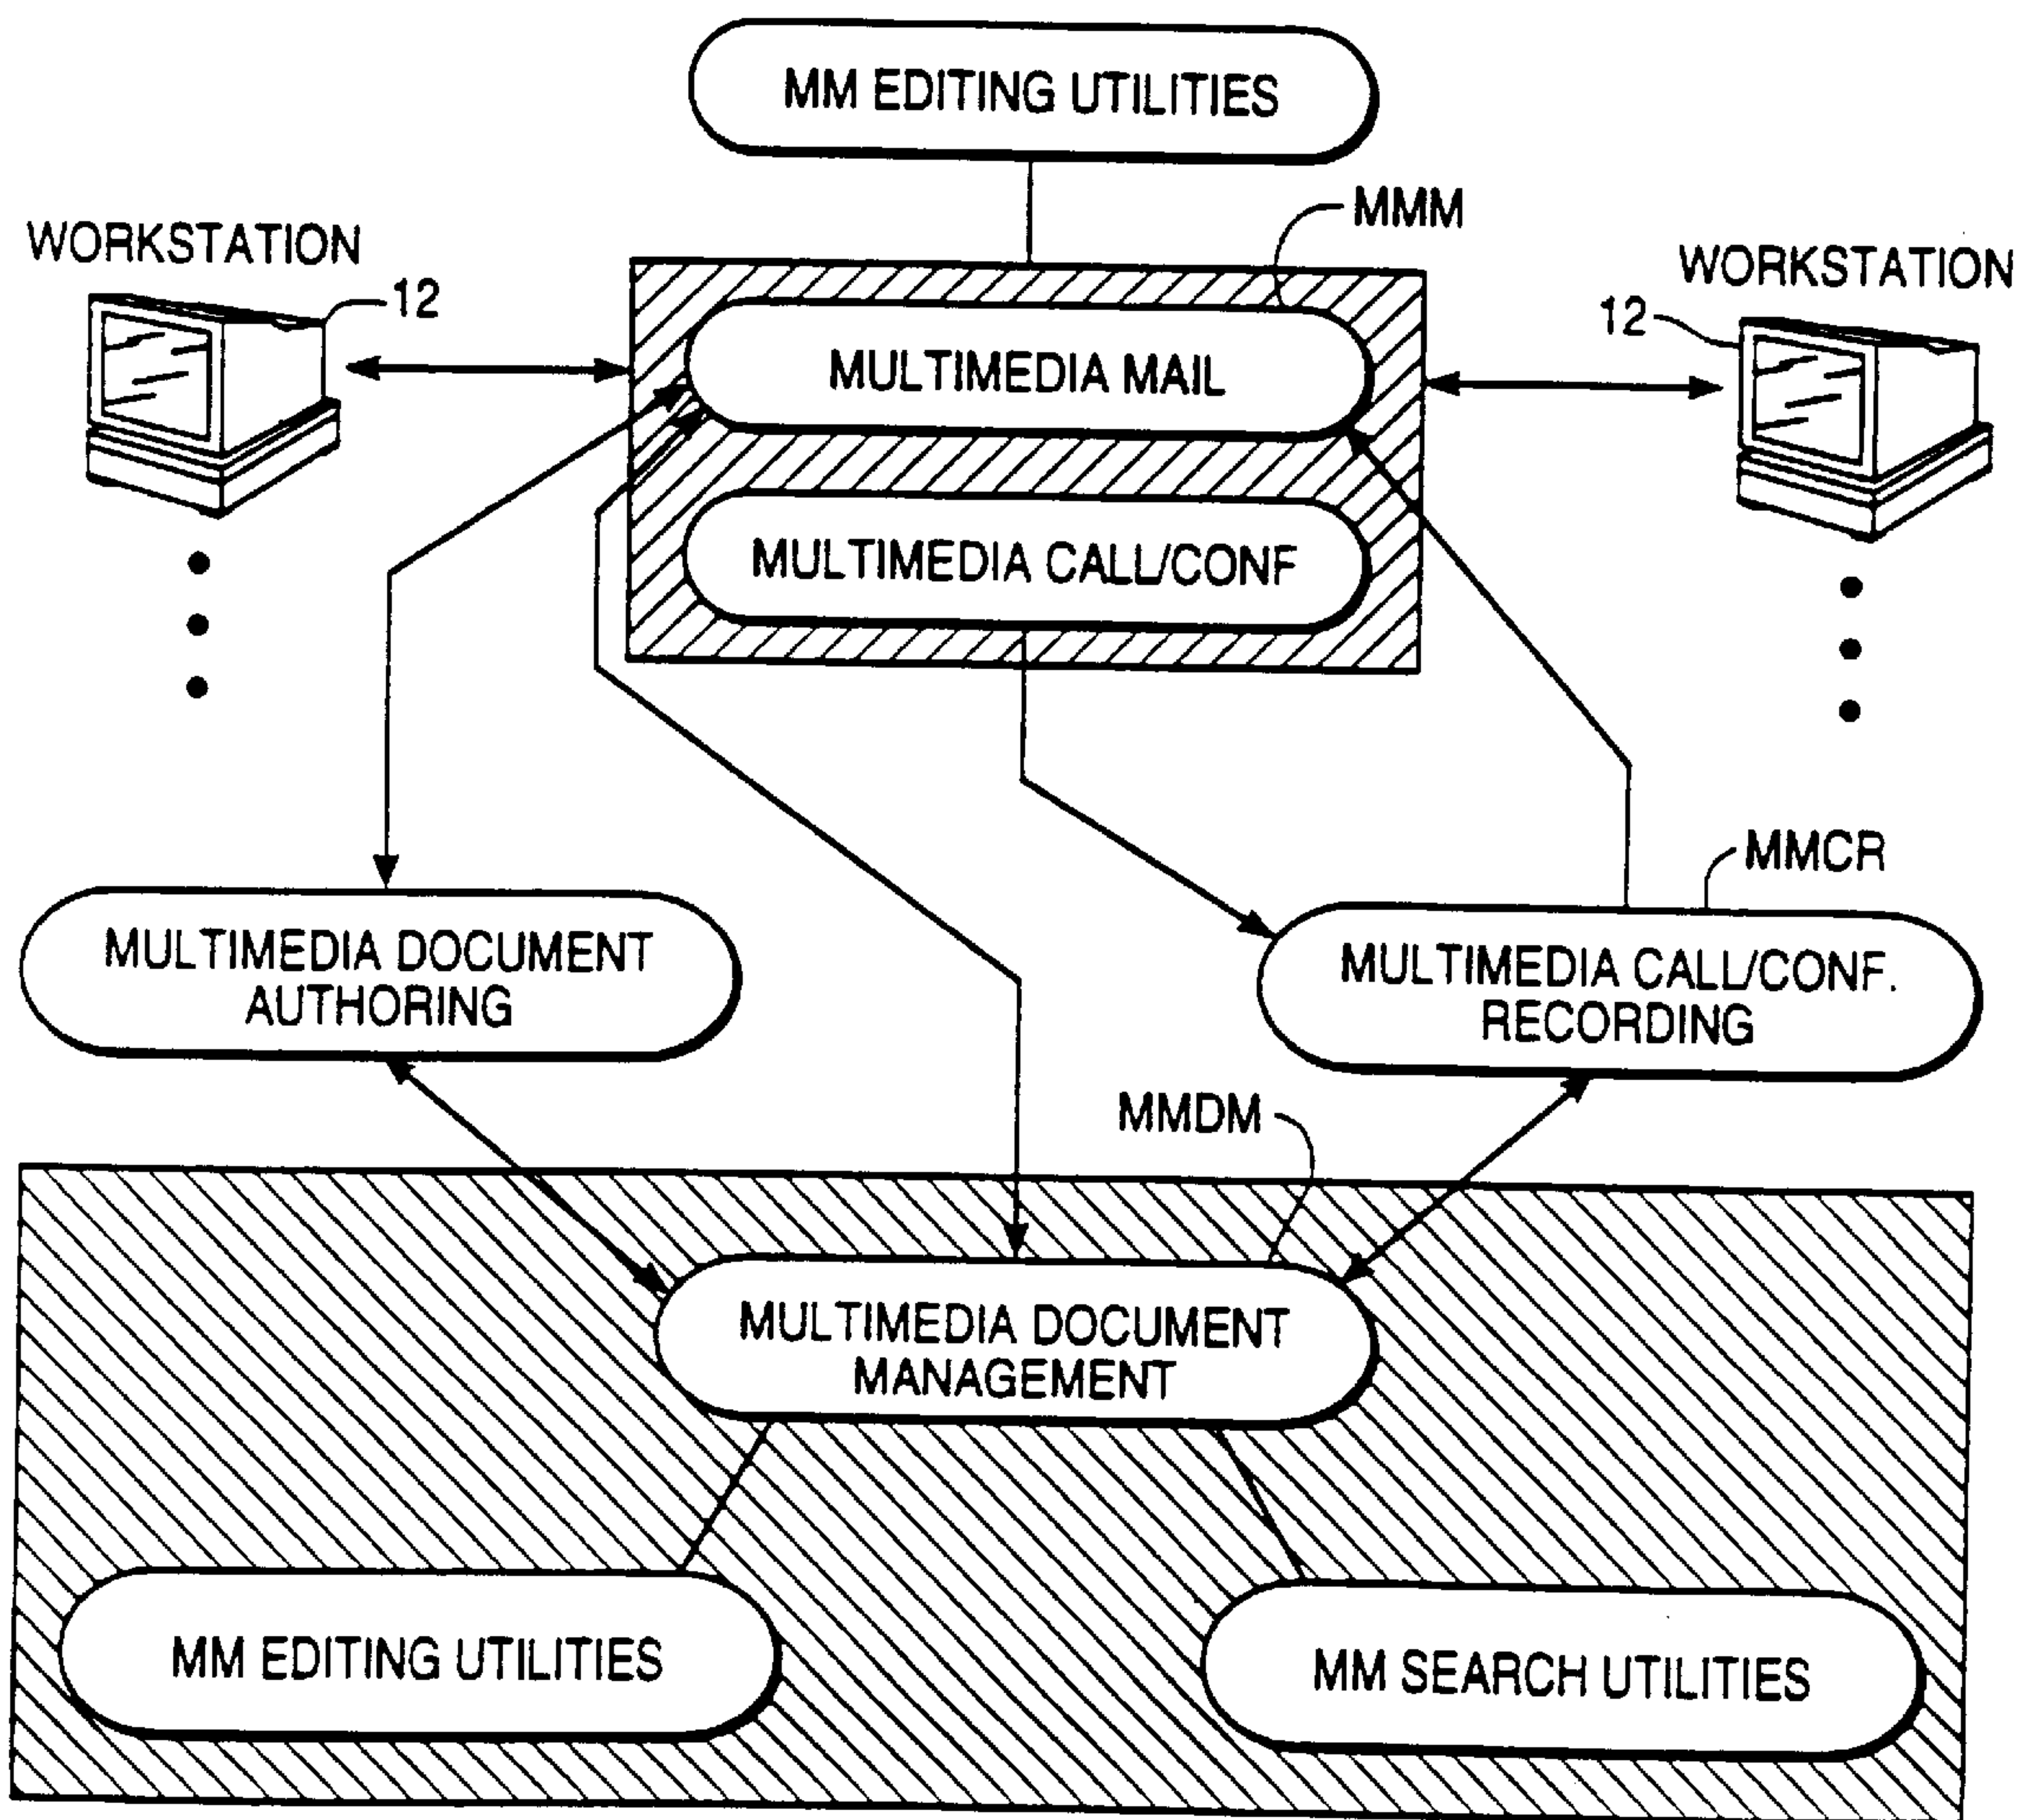 MM EDITING UTILITIES
MMM
WORKSTATION
WORKSTATION
12
12
MULTIMEDIA MAIL
MULTIMEDIA CALL/CONF
MMCR
MULTIMEDIA DOCUMENT
AUTHORING
MULTIMEDIA CALL/CONF.
RECORDING
MMDM
MULTIMEDIA DOCUMENT
MANAGEMENT
MM EDITING UTILITIES
MM SEARCH UTILITIES